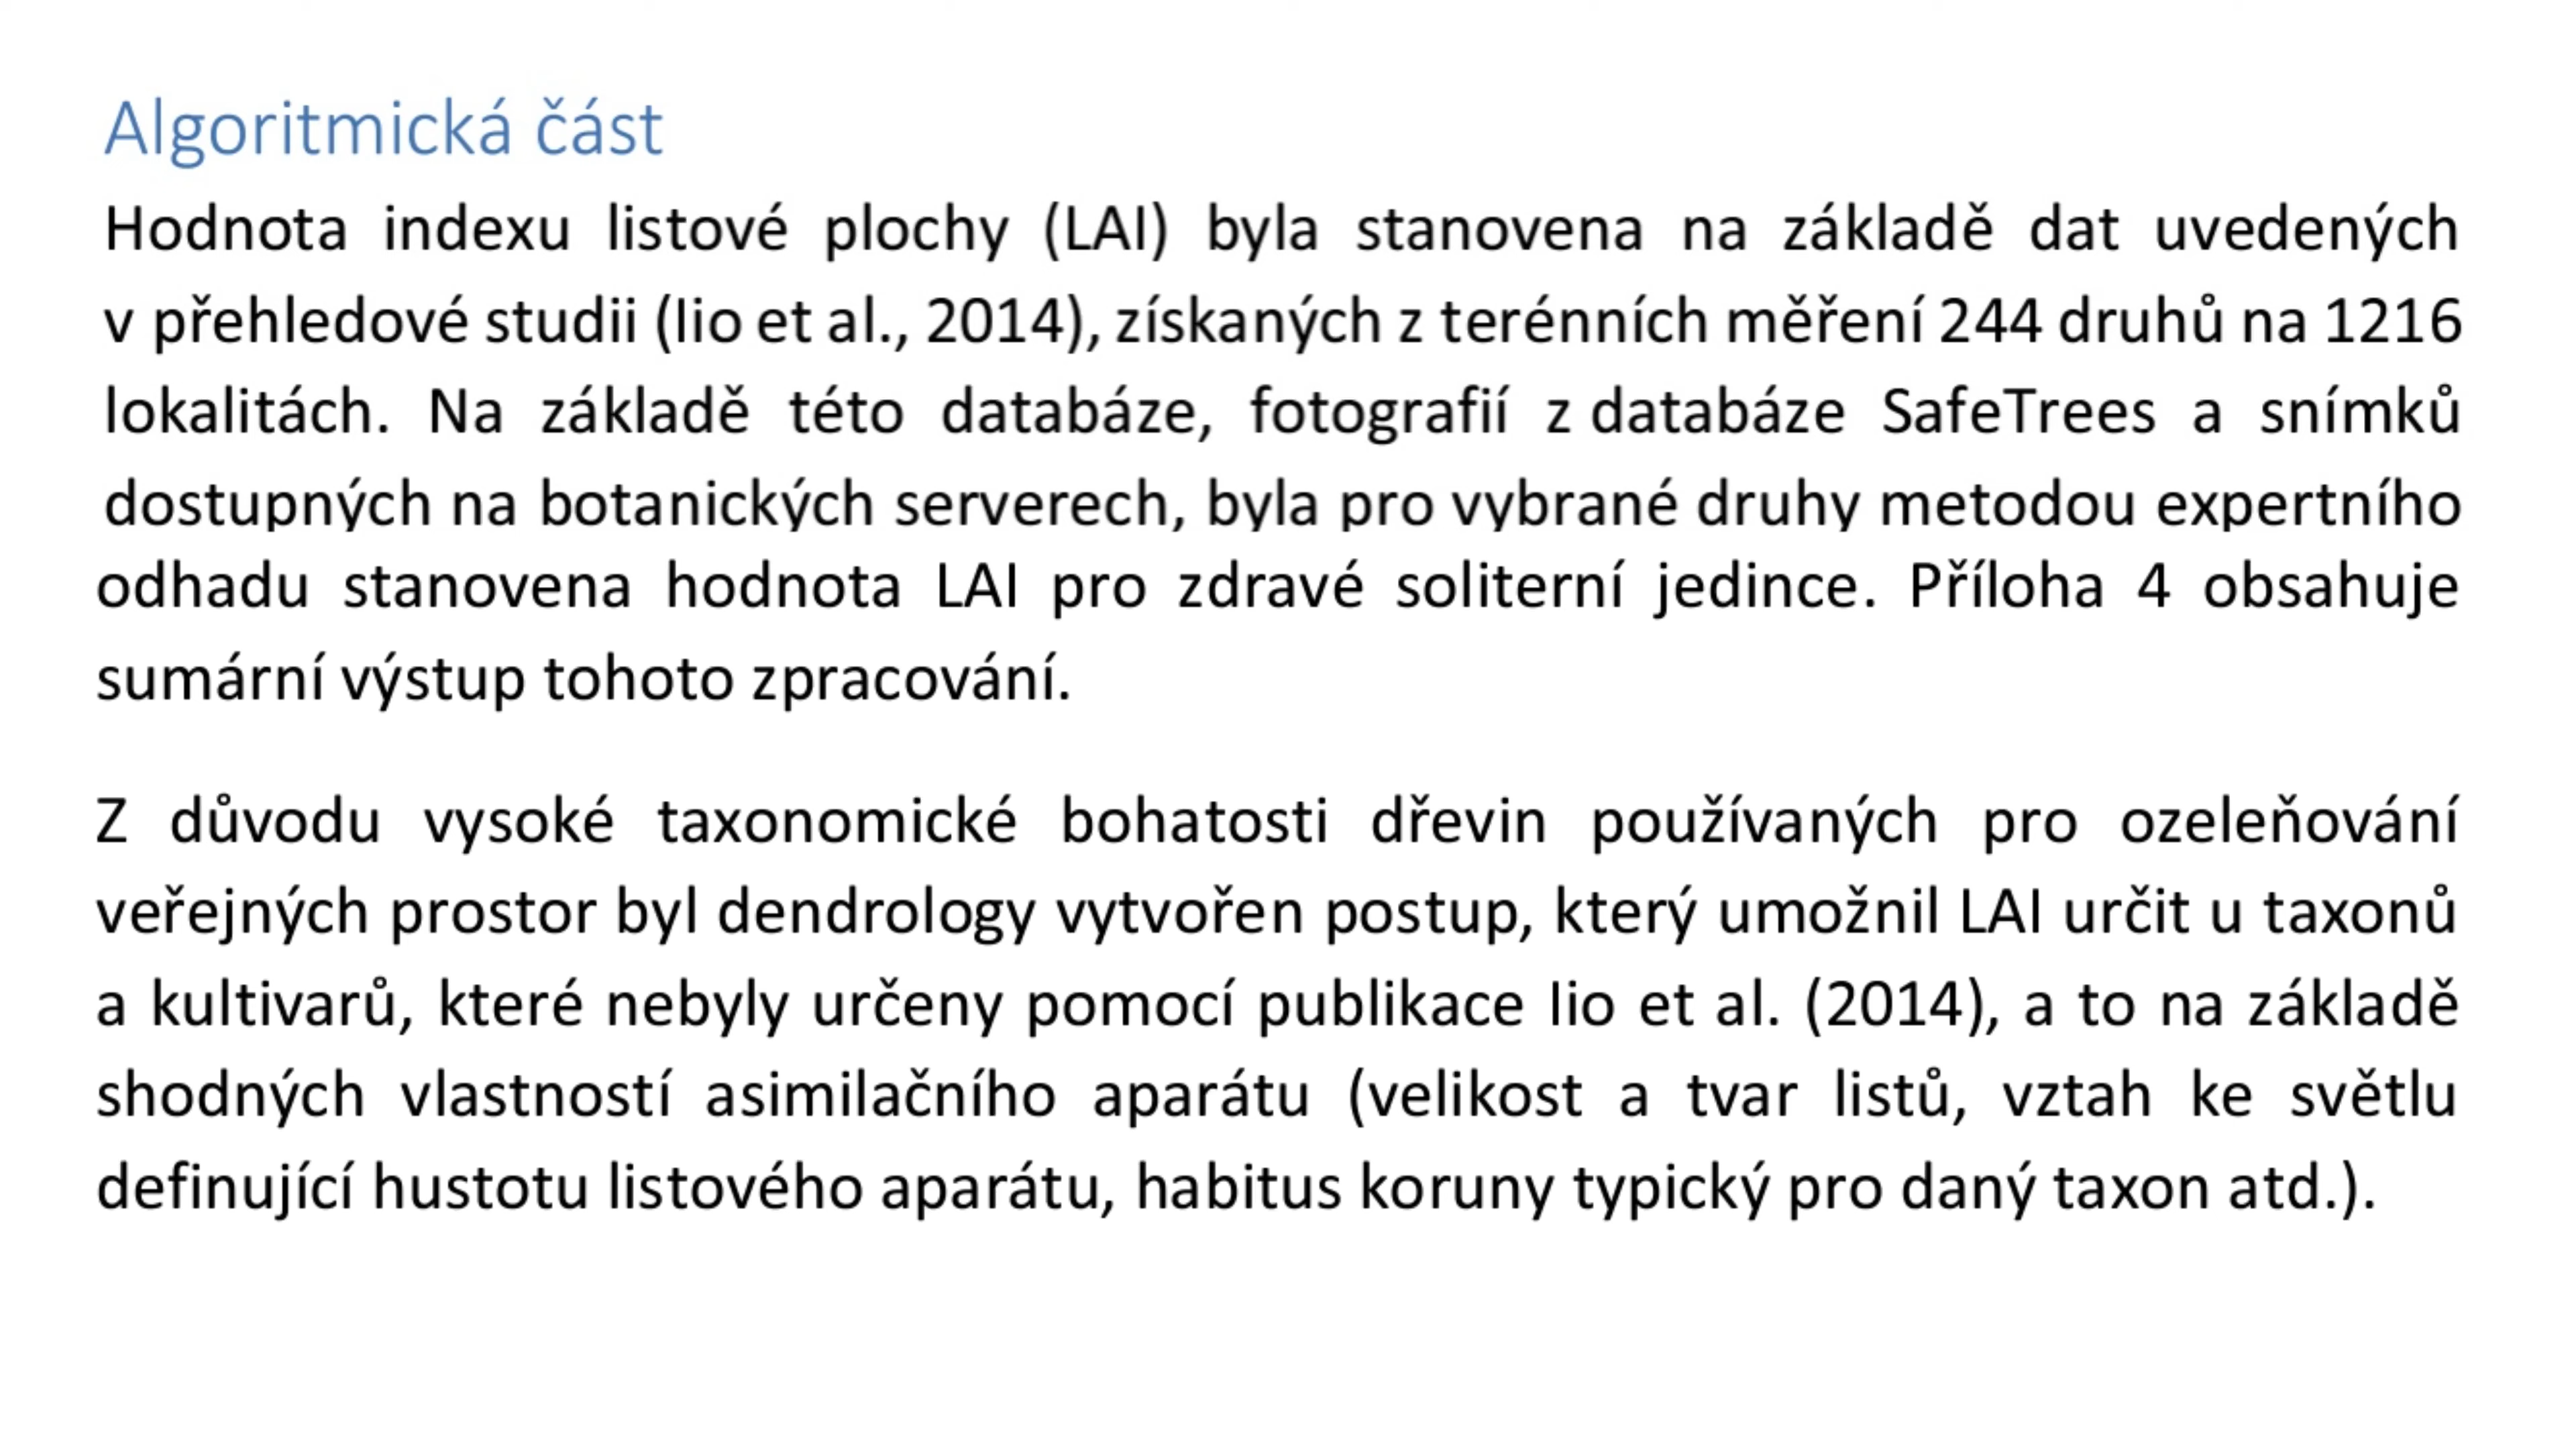 Algoritmická část
Hodnota indexu listové plochy (LAI) byla stanovena na základě dat uvedených
v přehledové studii (Iio et al., 2014), získaných z terénních měření 244 druhů na 1216
lokalitách. Na základě této databáze, fotografií z databáze SafeTrees a snímků
dostupných na botanických serverech, byla pro vybrané druhy metodou expertního
odhadu stanovena hodnota LAI pro zdravé soliterní jedince. Příloha 4 obsahuje
sumární výstup tohoto zpracování.
Z důvodu vysoké taxonomické bohatosti dřevin používaných pro ozeleňování
veřejných prostor byl dendrology vytvořen postup, který umožnil LAI určit u taxonů
a kultivarů, které nebyly určeny pomocí publikace Iio et al. (2014), a to na základě
shodných vlastností asimilačního aparátu (velikost a tvar listů, vztah ke světlu
definující hustotu listového aparátu, habitus koruny typický pro daný taxon atd.).